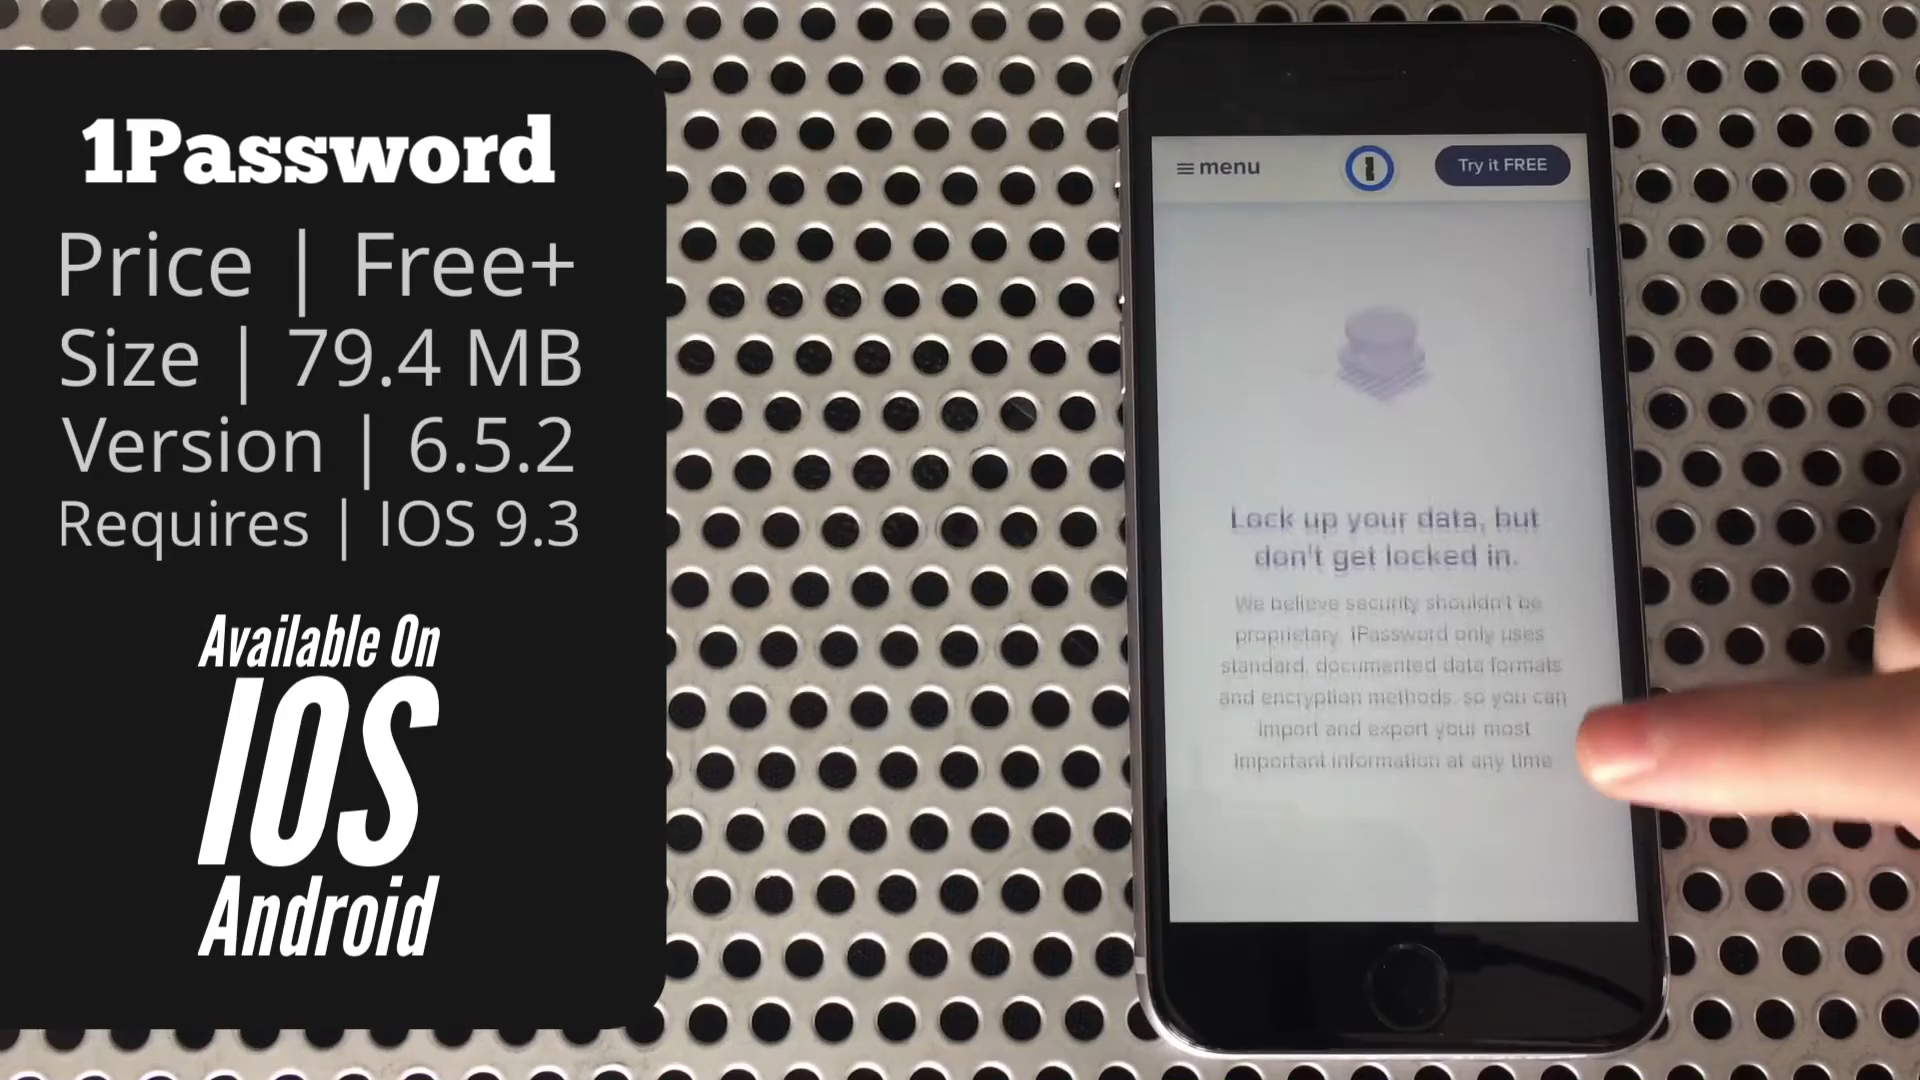 1Password
Price | Free+
Size | 79.4 MB
Version | 6.5.2
Requires | IOS 9.3
Available On
IOS
Android
menu
Try it FREE
Lock up your data, but
don't get locked in.
We believe security shouldn't be
proprietary. 1Password only uses
standard, documented data formats
and encryption methods, so you can
import and export your most
important information at any time